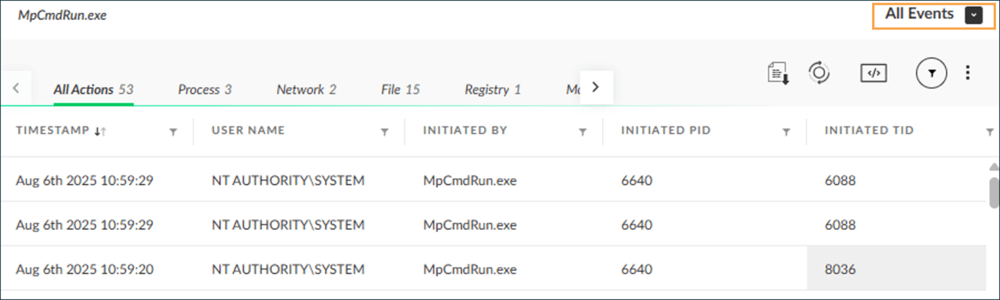 MpCmdRun.exe All Events
All Actions 53 Process 3 Network 2 File 15 Registry 1
TIMESTAMP USER NAME INITIATED BY INITIATED PID INITIATED TID
Aug 6th 2025 10:59:29 NT AUTHORITY\SYSTEM MpCmdRun.exe 6640 6088
Aug 6th 2025 10:59:29 NT AUTHORITY\SYSTEM MpCmdRun.exe 6640 6088
Aug 6th 2025 10:59:20 NT AUTHORITY\SYSTEM MpCmdRun.exe 6640 8036